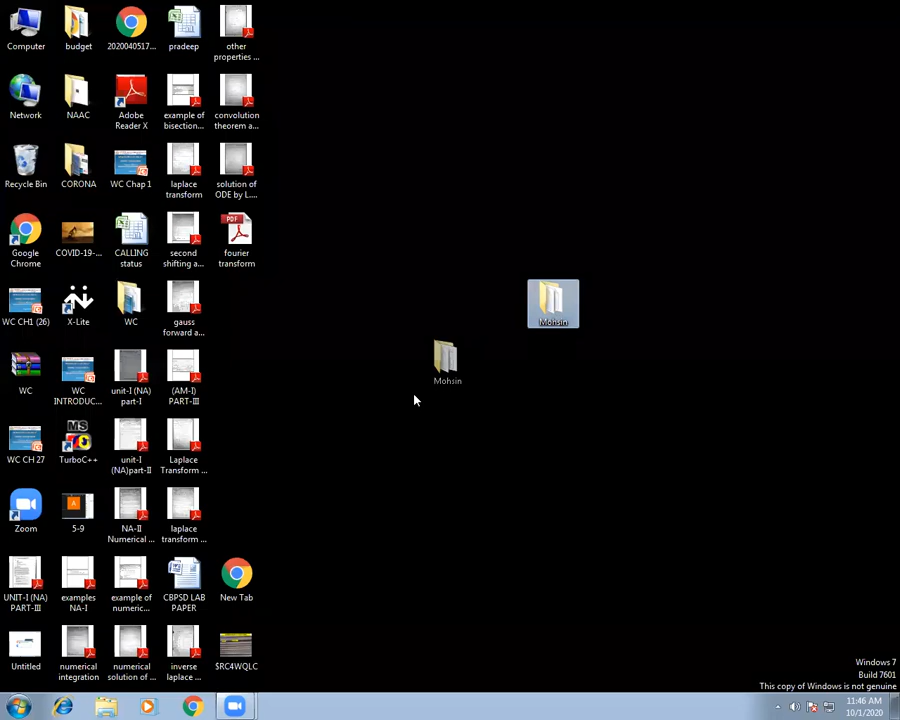 Computer
budget
2020040517...
pradeep
other
properties ...
Network
NAAC
Adobe
Reader X
example of
bisection...
convolution
theorem a...
Recycle Bin
CORONA
WC Chap 1
laplace
transform
solution of
ODE by L....
Google
Chrome
COVID-19-...
CALLING
status
second
shifting a...
PDF
fourier
transform
WC CH1 (26)
X-Lite
WC
gauss
forward a...
Mohsin
Mohsin
WC
WC
INTRODUC...
unit-I (NA)
part-I
(AM-I)
PART-III
WC CH 27
MS
TurboC++
unit-I
(NA)part-II
Laplace
Transform ...
Zoom
5-9
NA-II
Numerical ...
laplace
transform ...
UNIT-I (NA)
PART-III
examples
NA-I
example of
numeric...
CBPSD LAB
PAPER
New Tab
Untitled
numerical
integration
numerical
solution of ...
inverse
laplace ...
$RC4WQLC
Windows 7
Build 7601
This copy of Windows is not genuine
11:46 AM
10/1/2020